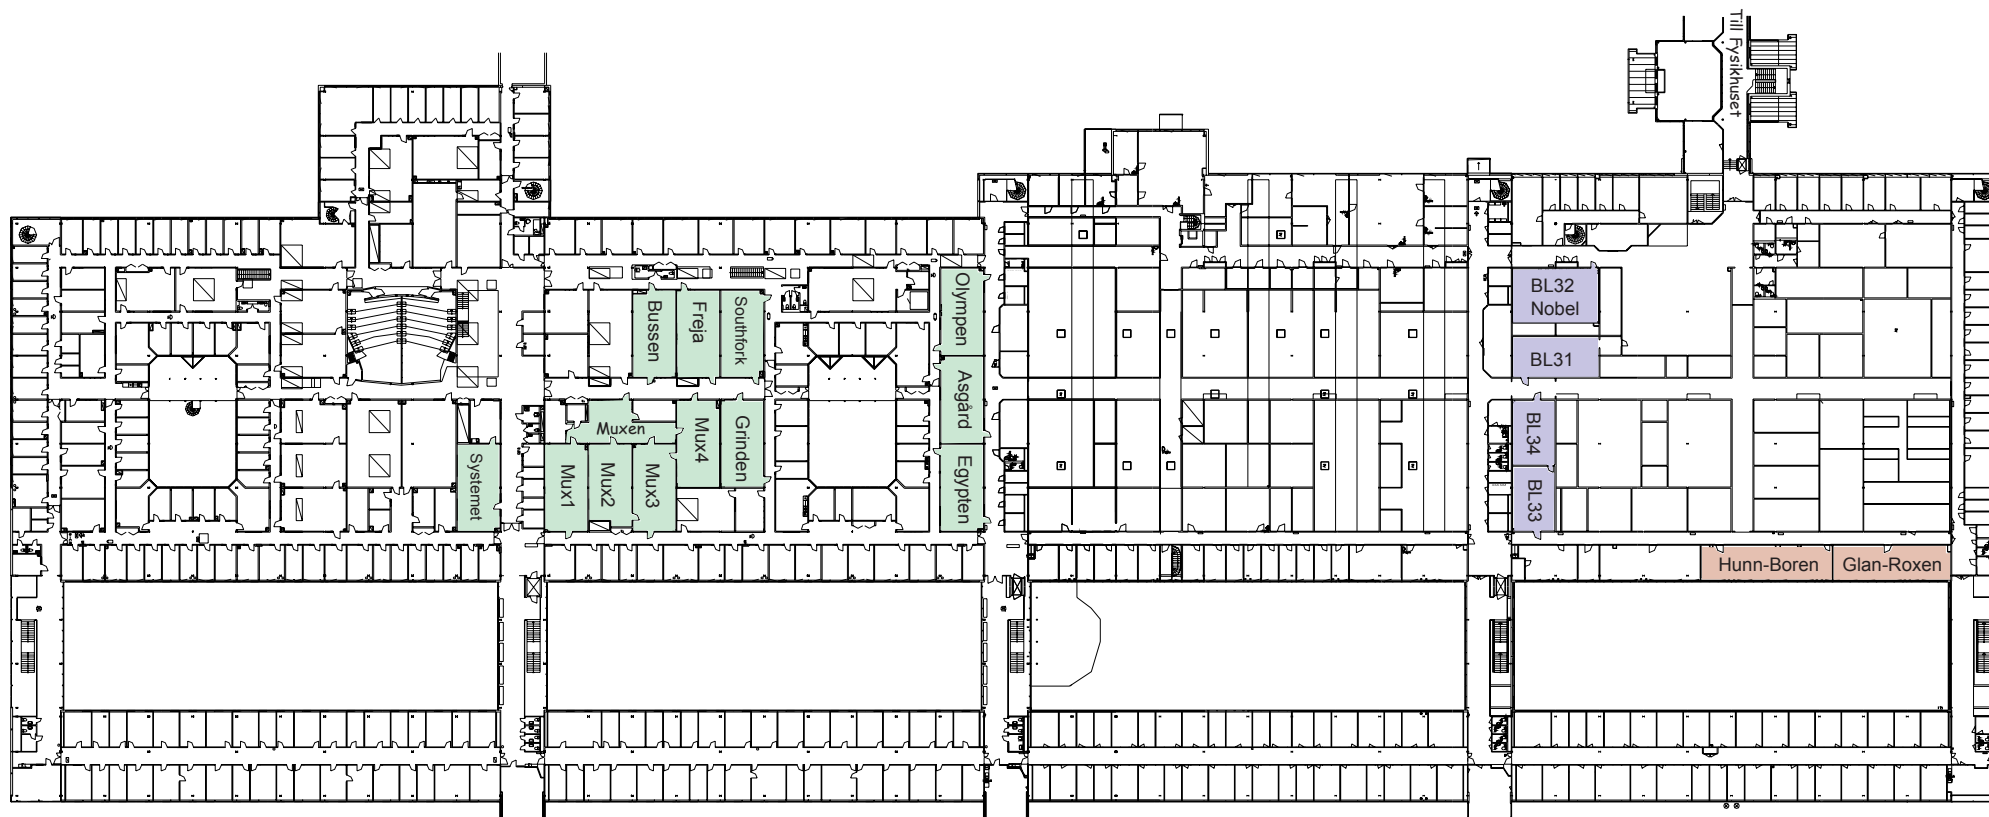 Till Fysikhuset
Olympen
BL32
Nobel
Bussen
Freja
Southfork
BL31
Asgård
Muxen
Mux4
Grinden
BL34
Systemet
Mux1
Mux2
Mux3
Egypten
BL33
Hunn-Boren
Glan-Roxen